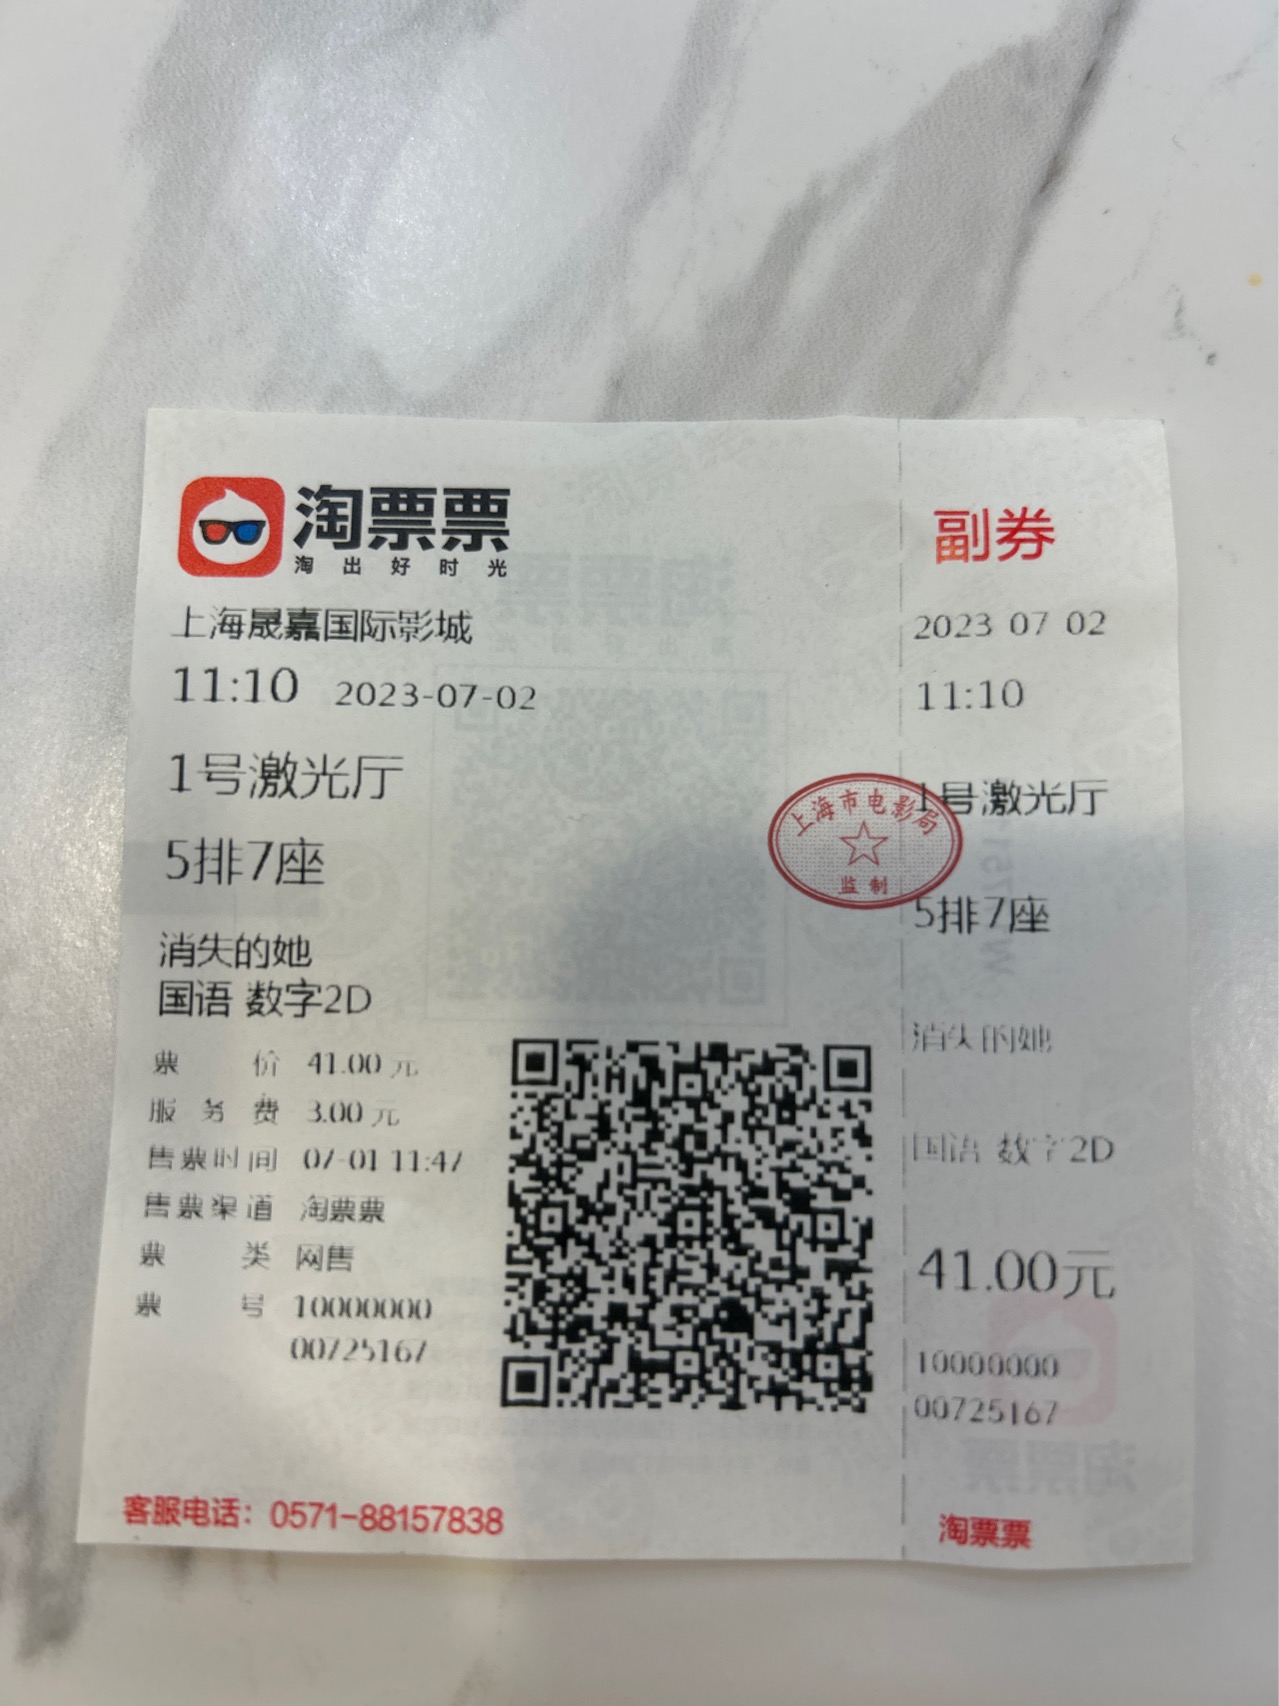 淘票票
淘出好时光
上海晟嘉国际影城
11:10 2023-07-02
1号激光厅
5排7座
消失的她
国语 数字2D
票价 41.00元
服务费 3.00元
售票时间 07-01 11:47
售票渠道 淘票票
票类 网售
票号 10000000
00725167
客服电话：0571-88157838
副券
2023 07 02
11:10
1号激光厅
上海市电影局
监制
5排7座
消失的她
国语 数字2D
41.00元
10000000
00725167
淘票票